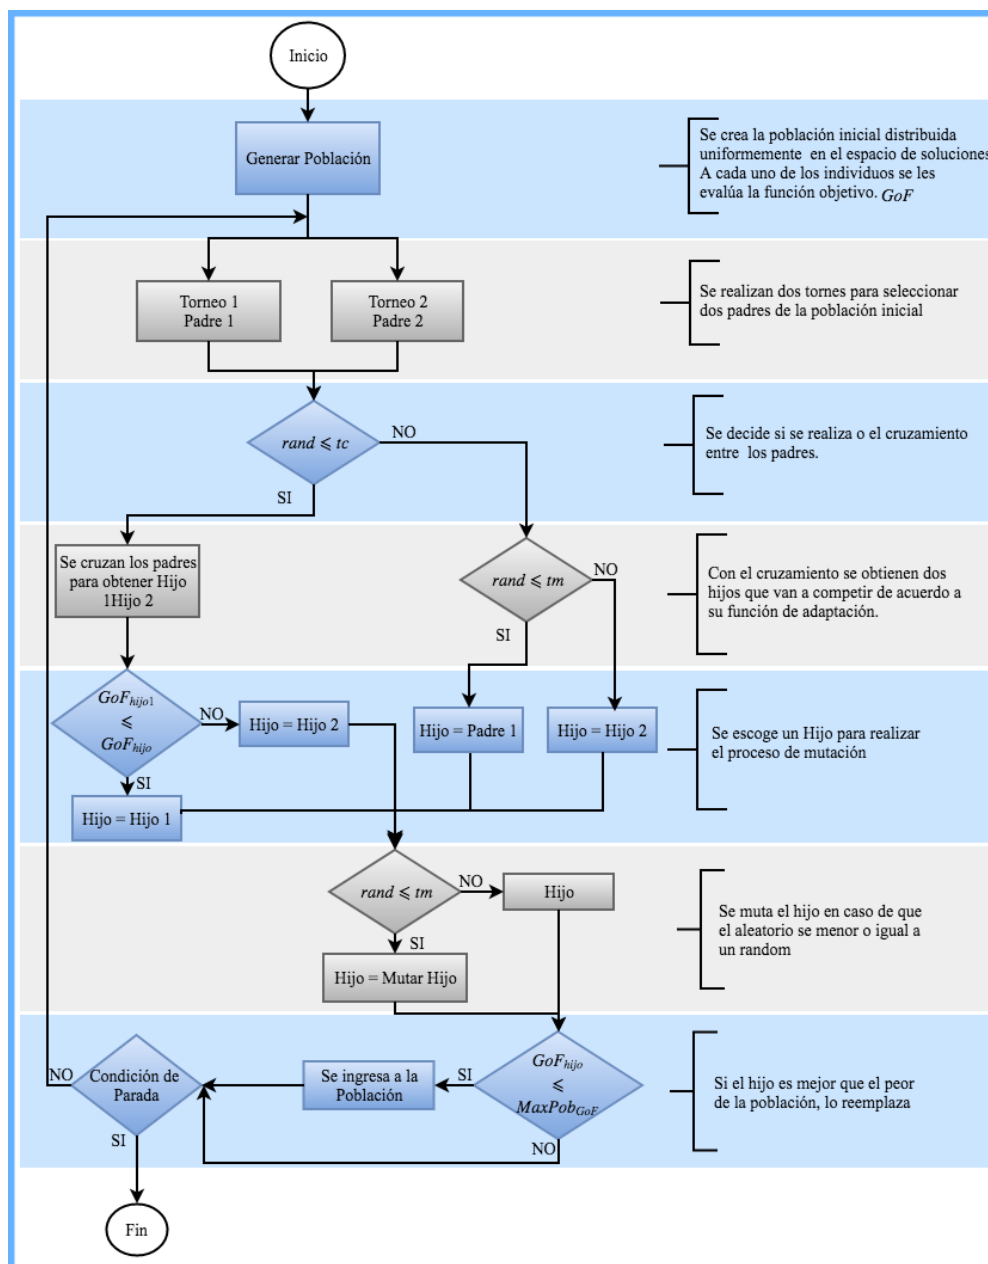 Inicio
Generar Población
Se crea la población inicial distribuida
uniformemente en el espacio de soluciones
A cada uno de los individuos se les
evalúa la función objetivo. GoF
Torneo 1
Padre 1
Torneo 2
Padre 2
Se realizan dos tornes para seleccionar
dos padres de la población inicial
rand ⩽ tc
NO
SI
Se decide si se realiza o el cruzamiento
entre los padres.
Se cruzan los padres
para obtener Hijo
1Hijo 2
rand ⩽ tm
NO
SI
Con el cruzamiento se obtienen dos
hijos que van a competir de acuerdo a
su función de adaptación.
GoFhijo1
⩽
GoFhijo
NO
SI
Hijo = Hijo 2
Hijo = Padre 1
Hijo = Hijo 2
Hijo = Hijo 1
Se escoge un Hijo para realizar
el proceso de mutación
rand ⩽ tm
NO
Hijo
SI
Hijo = Mutar Hijo
Se muta el hijo en caso de que
el aleatorio se menor o igual a
un random
NO
Condición de
Parada
SI
Se ingresa a la
Población
SI
GoFhijo
⩽
MaxPobGoF
NO
Si el hijo es mejor que el peor
de la población, lo reemplaza
Fin